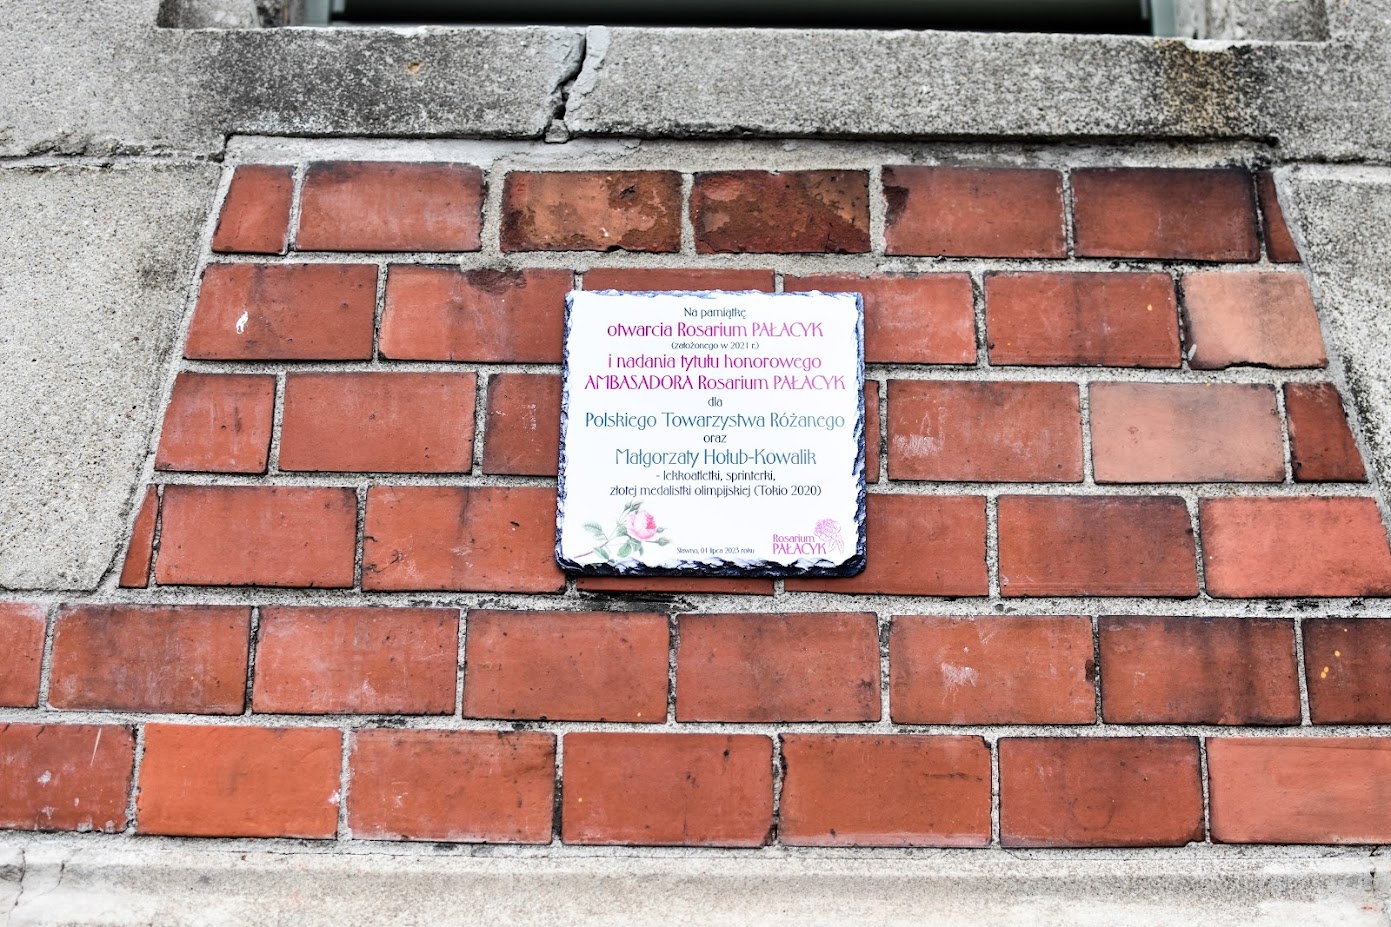 Na pamiątkę
otwarcia Rosarium PAŁACYK
(założonego w 2021 r.)
i nadania tytułu honorowego
AMBASADORA Rosarium PAŁACYK
dla
Polskiego Towarzystwa Różanego
oraz
Małgorzaty Hołub-Kowalik
- lekkoatletki, sprinterki,
złotej medalistki olimpijskiej (Tokio 2020)
Sławno, 01 lipca 2023 roku
Rosarium
PAŁACYK